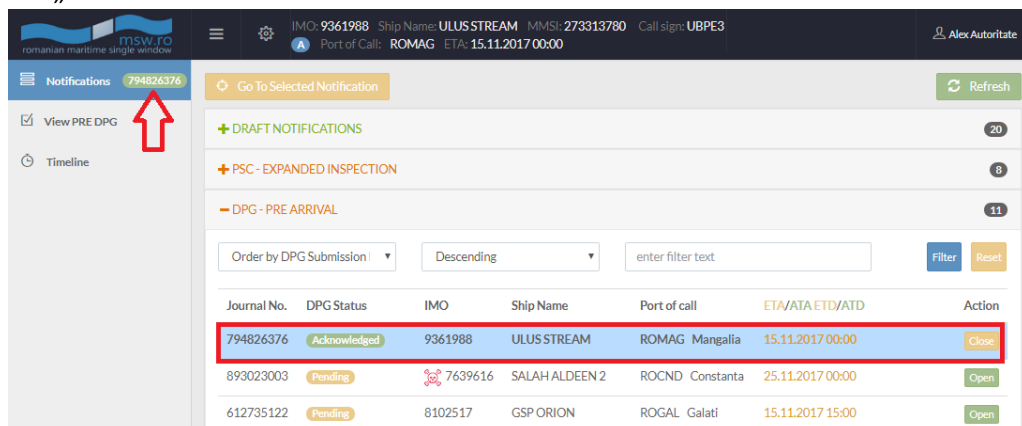 „
IMO: 9361988 Ship Name: ULUS STREAM MMSI: 273313780 Call sign: UBPE3
A Port of Call: ROMAG ETA: 15.11.2017 00:00
msw.ro
romanian maritime single window
Alex Autoritate
Notifications 794826376
Go To Selected Notification
Refresh
View PRE DPG
DRAFT NOTIFICATIONS 20
Timeline
PSC - EXPANDED INSPECTION 8
DPG - PRE ARRIVAL 11
Order by DPG Submission Descending enter filter text Filter Reset
Journal No. DPG Status IMO Ship Name Port of call ETA/ATA ETD/ATD Action
794826376 Acknowledged 9361988 ULUS STREAM ROMAG Mangalia 15.11.2017 00:00 Close
893023003 Pending 7639616 SALAH ALDEEN 2 ROCND Constanta 25.11.2017 00:00 Open
612735122 Pending 8102517 GSP ORION ROGAL Galati 15.11.2017 15:00 Open